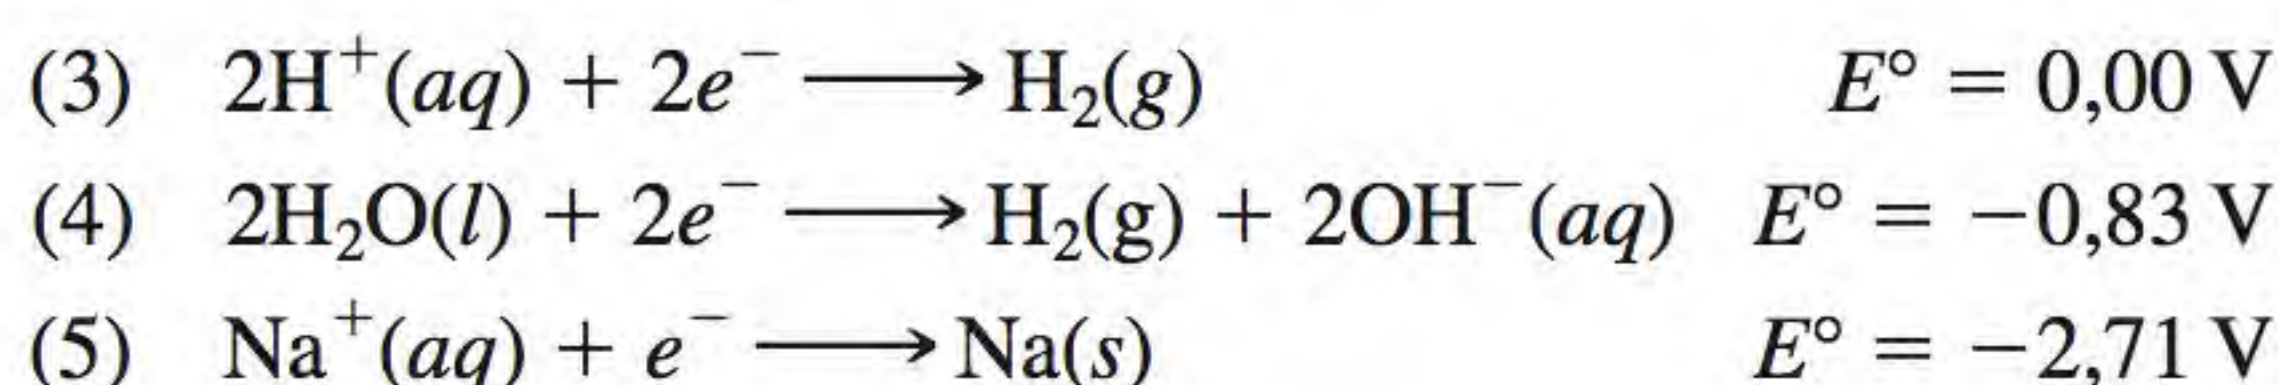 (3) 2H⁺(aq) + 2e⁻ ⟶ H₂(g) E° = 0,00 V
(4) 2H₂O(l) + 2e⁻ ⟶ H₂(g) + 2OH⁻(aq) E° = −0,83 V
(5) Na⁺(aq) + e⁻ ⟶ Na(s) E° = −2,71 V